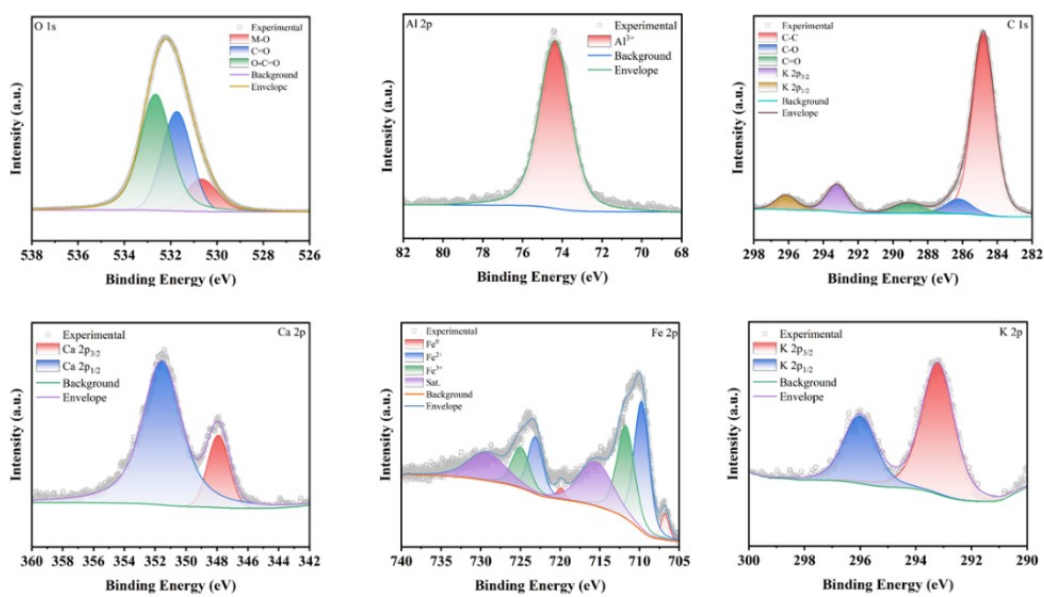 O 1s
Experimental
M-O
C=O
O-C=O
Background
Envelope
Intensity (a.u.)
538 536 534 532 530 528 526
Binding Energy (eV)
Al 2p
Experimental
Al³⁺
Background
Envelope
Intensity (a.u.)
82 80 78 76 74 72 70 68
Binding Energy (eV)
C 1s
Experimental
C-C
C-O
C=O
K 2p₃/₂
K 2p₁/₂
Background
Envelope
Intensity (a.u.)
298 296 294 292 290 288 286 284 282
Binding Energy (eV)
Ca 2p
Experimental
Ca 2p₃/₂
Ca 2p₁/₂
Background
Envelope
Intensity (a.u.)
360 358 356 354 352 350 348 346 344 342
Binding Energy (eV)
Fe 2p
Experimental
Fe⁰
Fe²⁺
Fe³⁺
Sat.
Background
Envelope
Intensity (a.u.)
740 735 730 725 720 715 710 705
Binding Energy (eV)
K 2p
Experimental
K 2p₃/₂
K 2p₁/₂
Background
Envelope
Intensity (a.u.)
300 298 296 294 292 290
Binding Energy (eV)